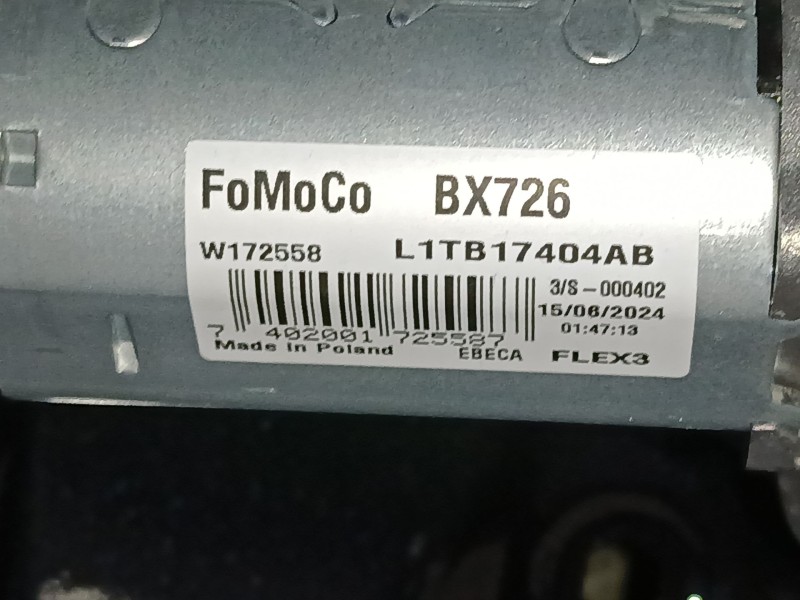 FoMoCo BX726
W172558 L1TB17404AB
3/S-000402
15/06/2024
7 402001 725587 01:47:13
Made in Poland EBECA FLEX3